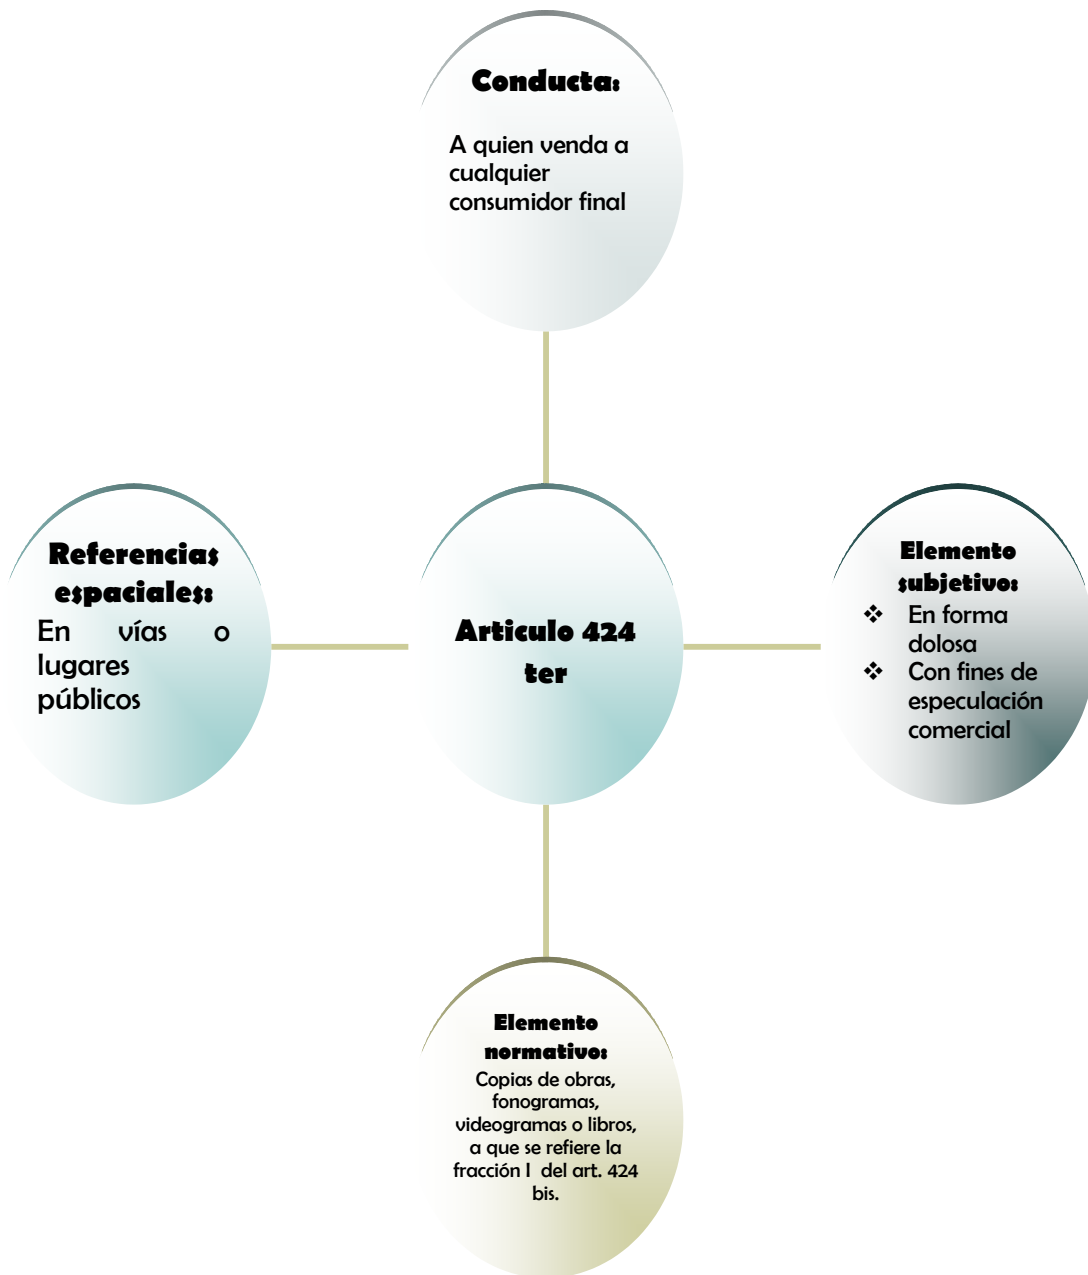 Conducta:
A quien venda a
cualquier
consumidor final
Referencias
espaciales:
En vías o
lugares
públicos
Articulo 424
ter
Elemento
subjetivo:
❖ En forma
dolosa
❖ Con fines de
especulación
comercial
Elemento
normativo:
Copias de obras,
fonogramas,
videogramas o libros,
a que se refiere la
fracción I del art. 424
bis.